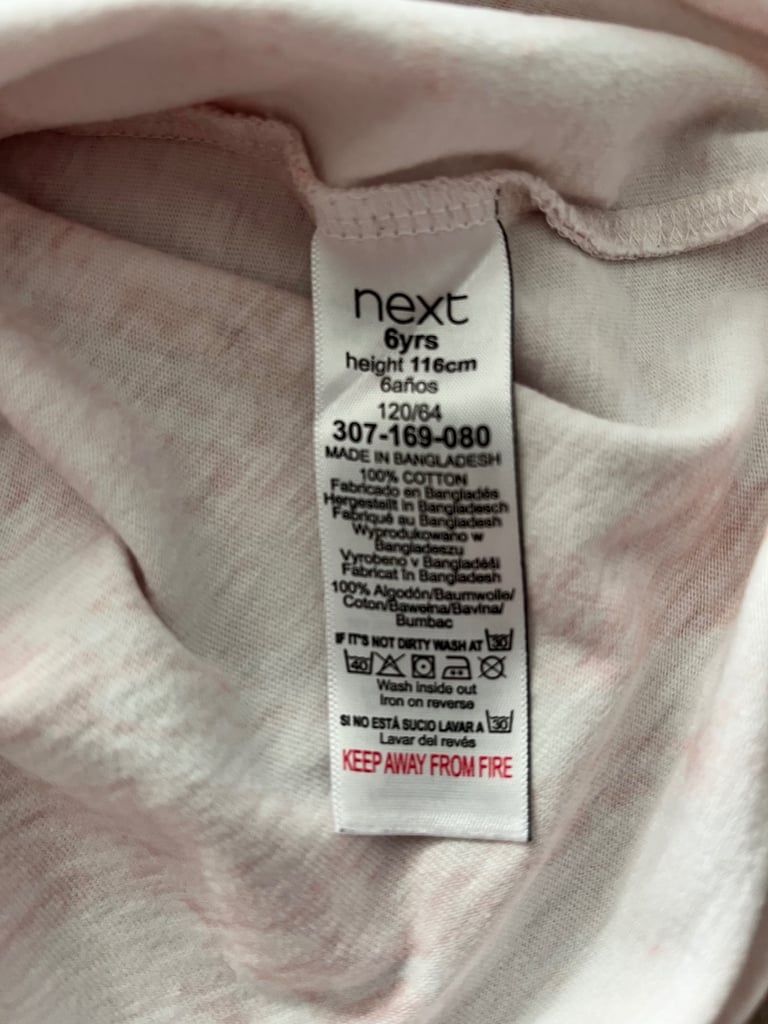 next
6yrs
height 116cm
6años
120/64
307-169-080
MADE IN BANGLADESH
100% COTTON
Fabricado en Bangladés
Hergestellt in Bangladesch
Fabriqué au Bangladesh
Wyprodukowano w
Bangladeszu
Vyrobeno v Bangladéši
Fabricat în Bangladesh
100% Algodón/Baumwolle/
Coton/Bawełna/Bavlna/
Bumbac
IF IT'S NOT DIRTY WASH AT 30
40
Wash inside out
Iron on reverse
SI NO ESTÁ SUCIO LAVAR A 30
Lavar del revés
KEEP AWAY FROM FIRE